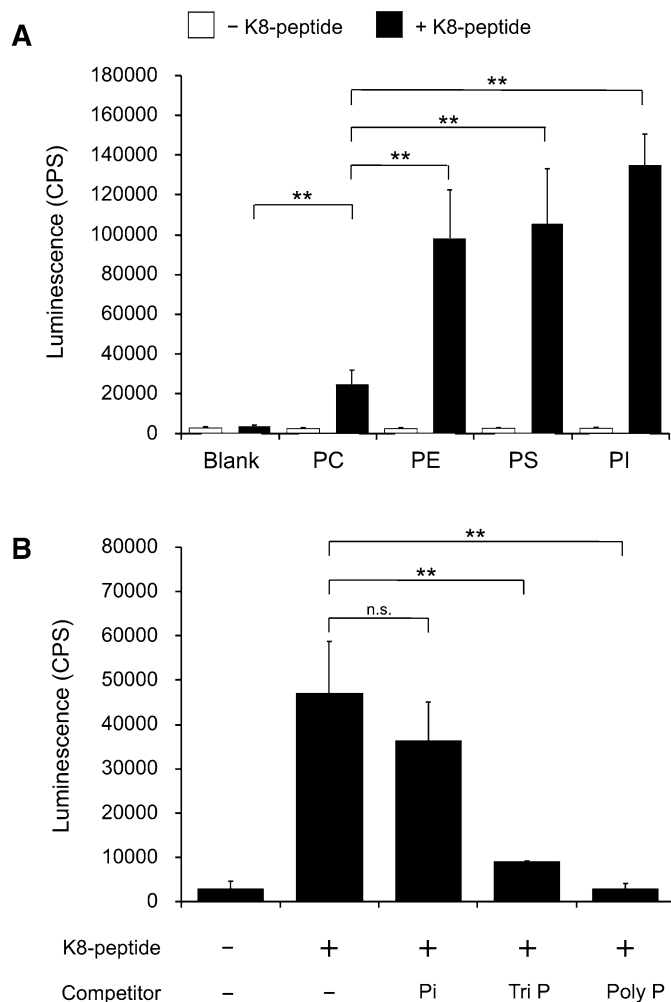 − K8-peptide + K8-peptide
A
180000
160000
140000
120000
100000
80000
60000
40000
20000
0
Luminescence (CPS)
**
**
**
**
Blank PC PE PS PI
B
80000
70000
60000
50000
40000
30000
20000
10000
0
Luminescence (CPS)
**
**
n.s.
K8-peptide − + + + +
Competitor − − Pi Tri P Poly P